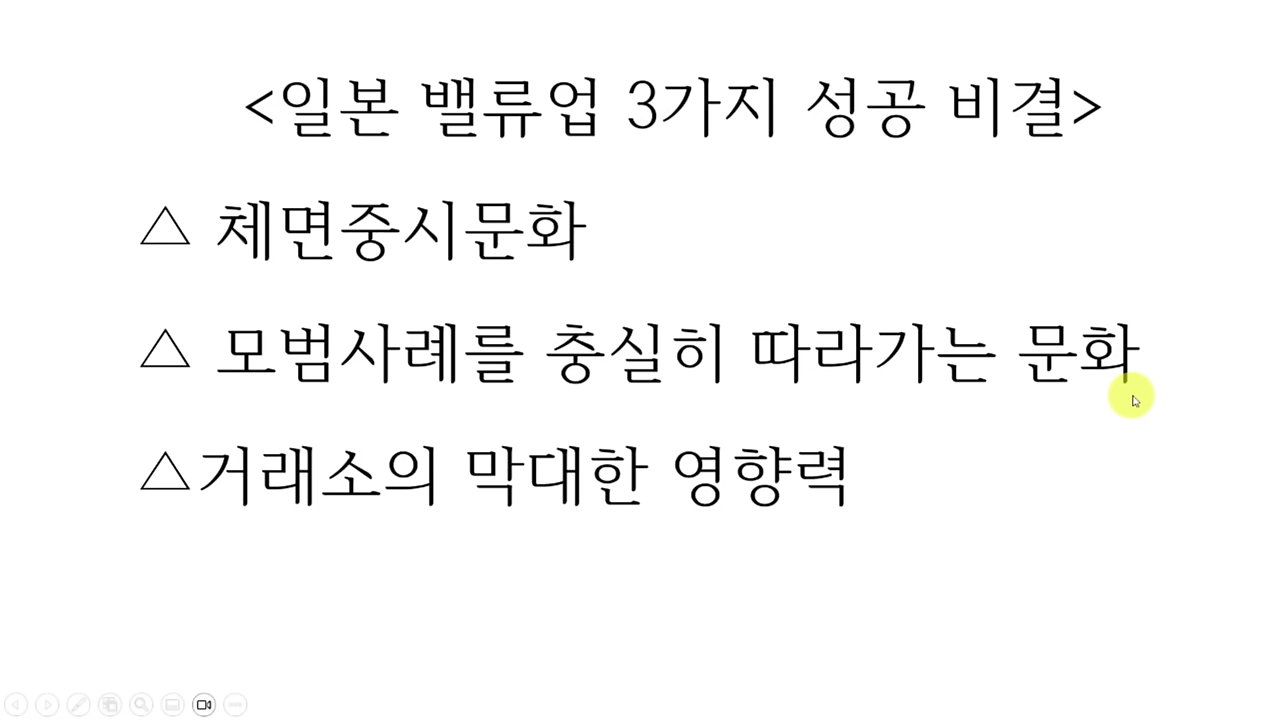 <일본 밸류업 3가지 성공 비결>
△ 체면중시문화
△ 모범사례를 충실히 따라가는 문화
△거래소의 막대한 영향력